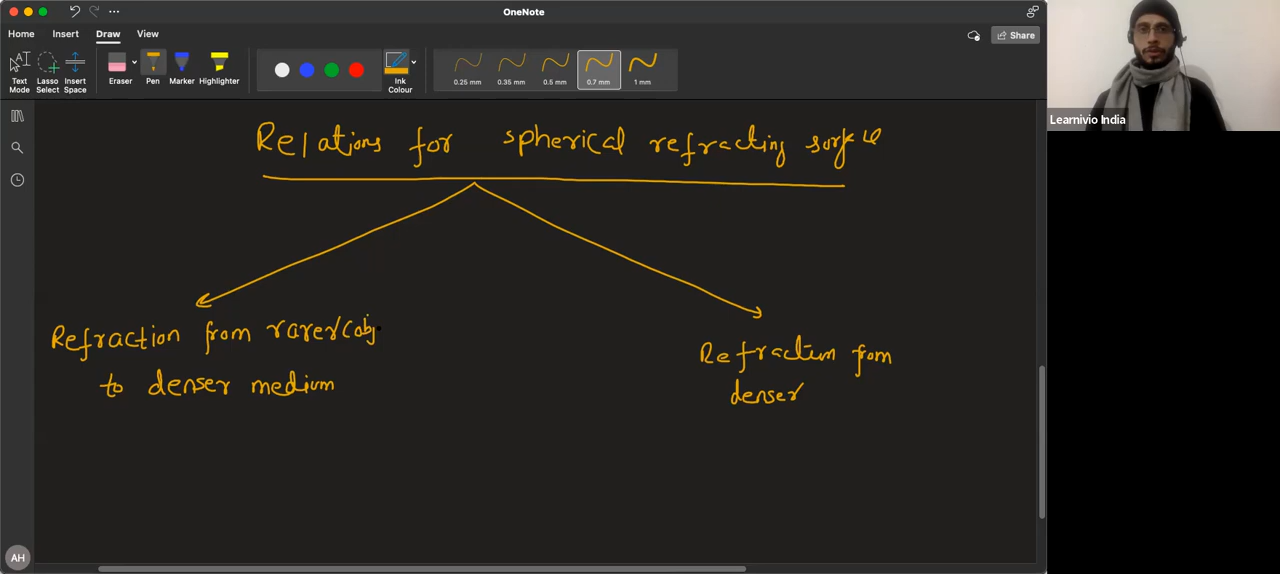 OneNote
Home Insert Draw View
Share
Text Mode
Lasso Select
Insert Space
Eraser
Pen
Marker
Highlighter
Ink Colour
0.25 mm
0.35 mm
0.5 mm
0.7 mm
1 mm
Learnivio India
Relations for spherical refracting
Refraction from rarer (obj
to denser medium
Refraction from
denser
AH